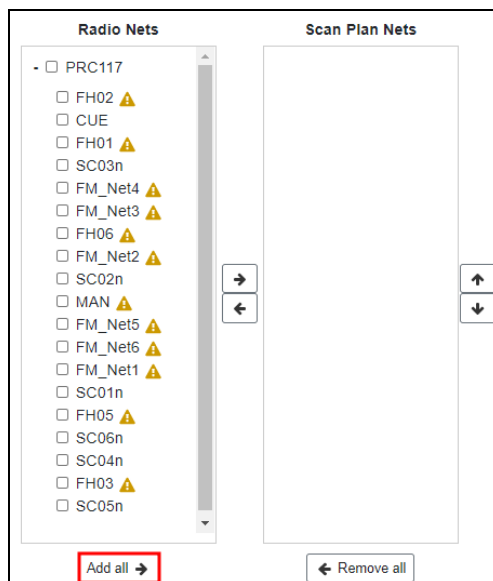 Radio Nets
Scan Plan Nets
- PRC117
FH02
CUE
FH01
SC03n
FM_Net4
FM_Net3
FH06
FM_Net2
SC02n
MAN
FM_Net5
FM_Net6
FM_Net1
SC01n
FH05
SC06n
SC04n
FH03
SC05n
Add all
Remove all